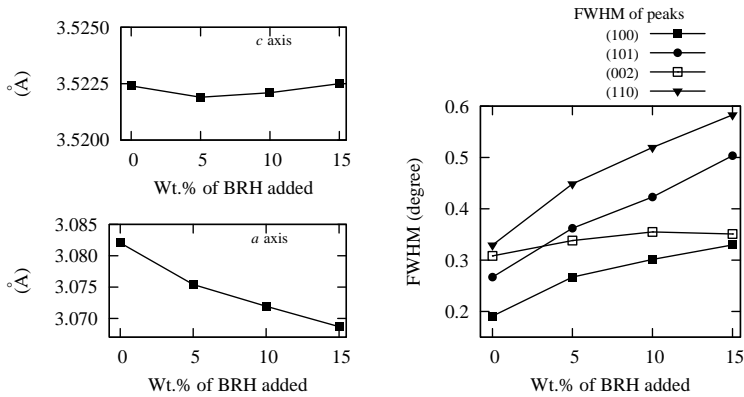 3.5250
3.5225
3.5200
(Å)
c axis
0 5 10 15
Wt.% of BRH added
3.085
3.080
3.075
3.070
(Å)
a axis
0 5 10 15
Wt.% of BRH added
FWHM of peaks
(100)
(101)
(002)
(110)
0.6
0.5
0.4
0.3
0.2
FWHM (degree)
0 5 10 15
Wt.% of BRH added